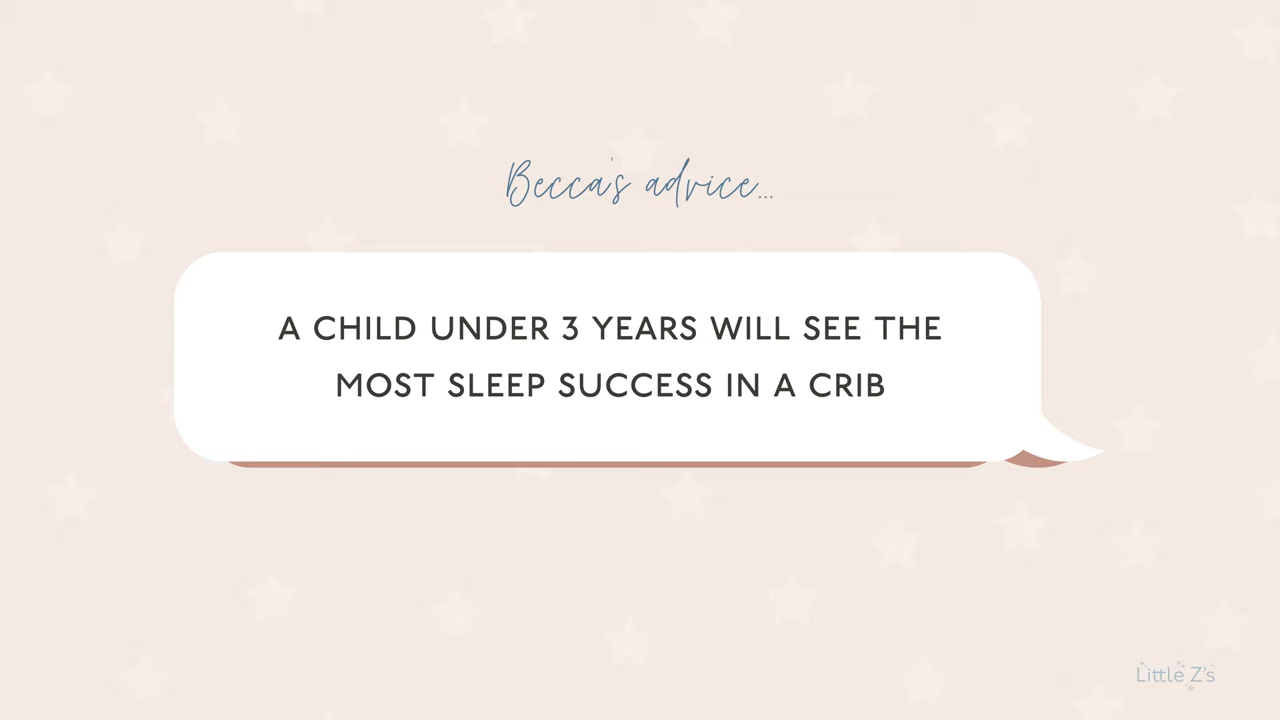 Becca's advice...
A CHILD UNDER 3 YEARS WILL SEE THE
MOST SLEEP SUCCESS IN A CRIB
Little Z's